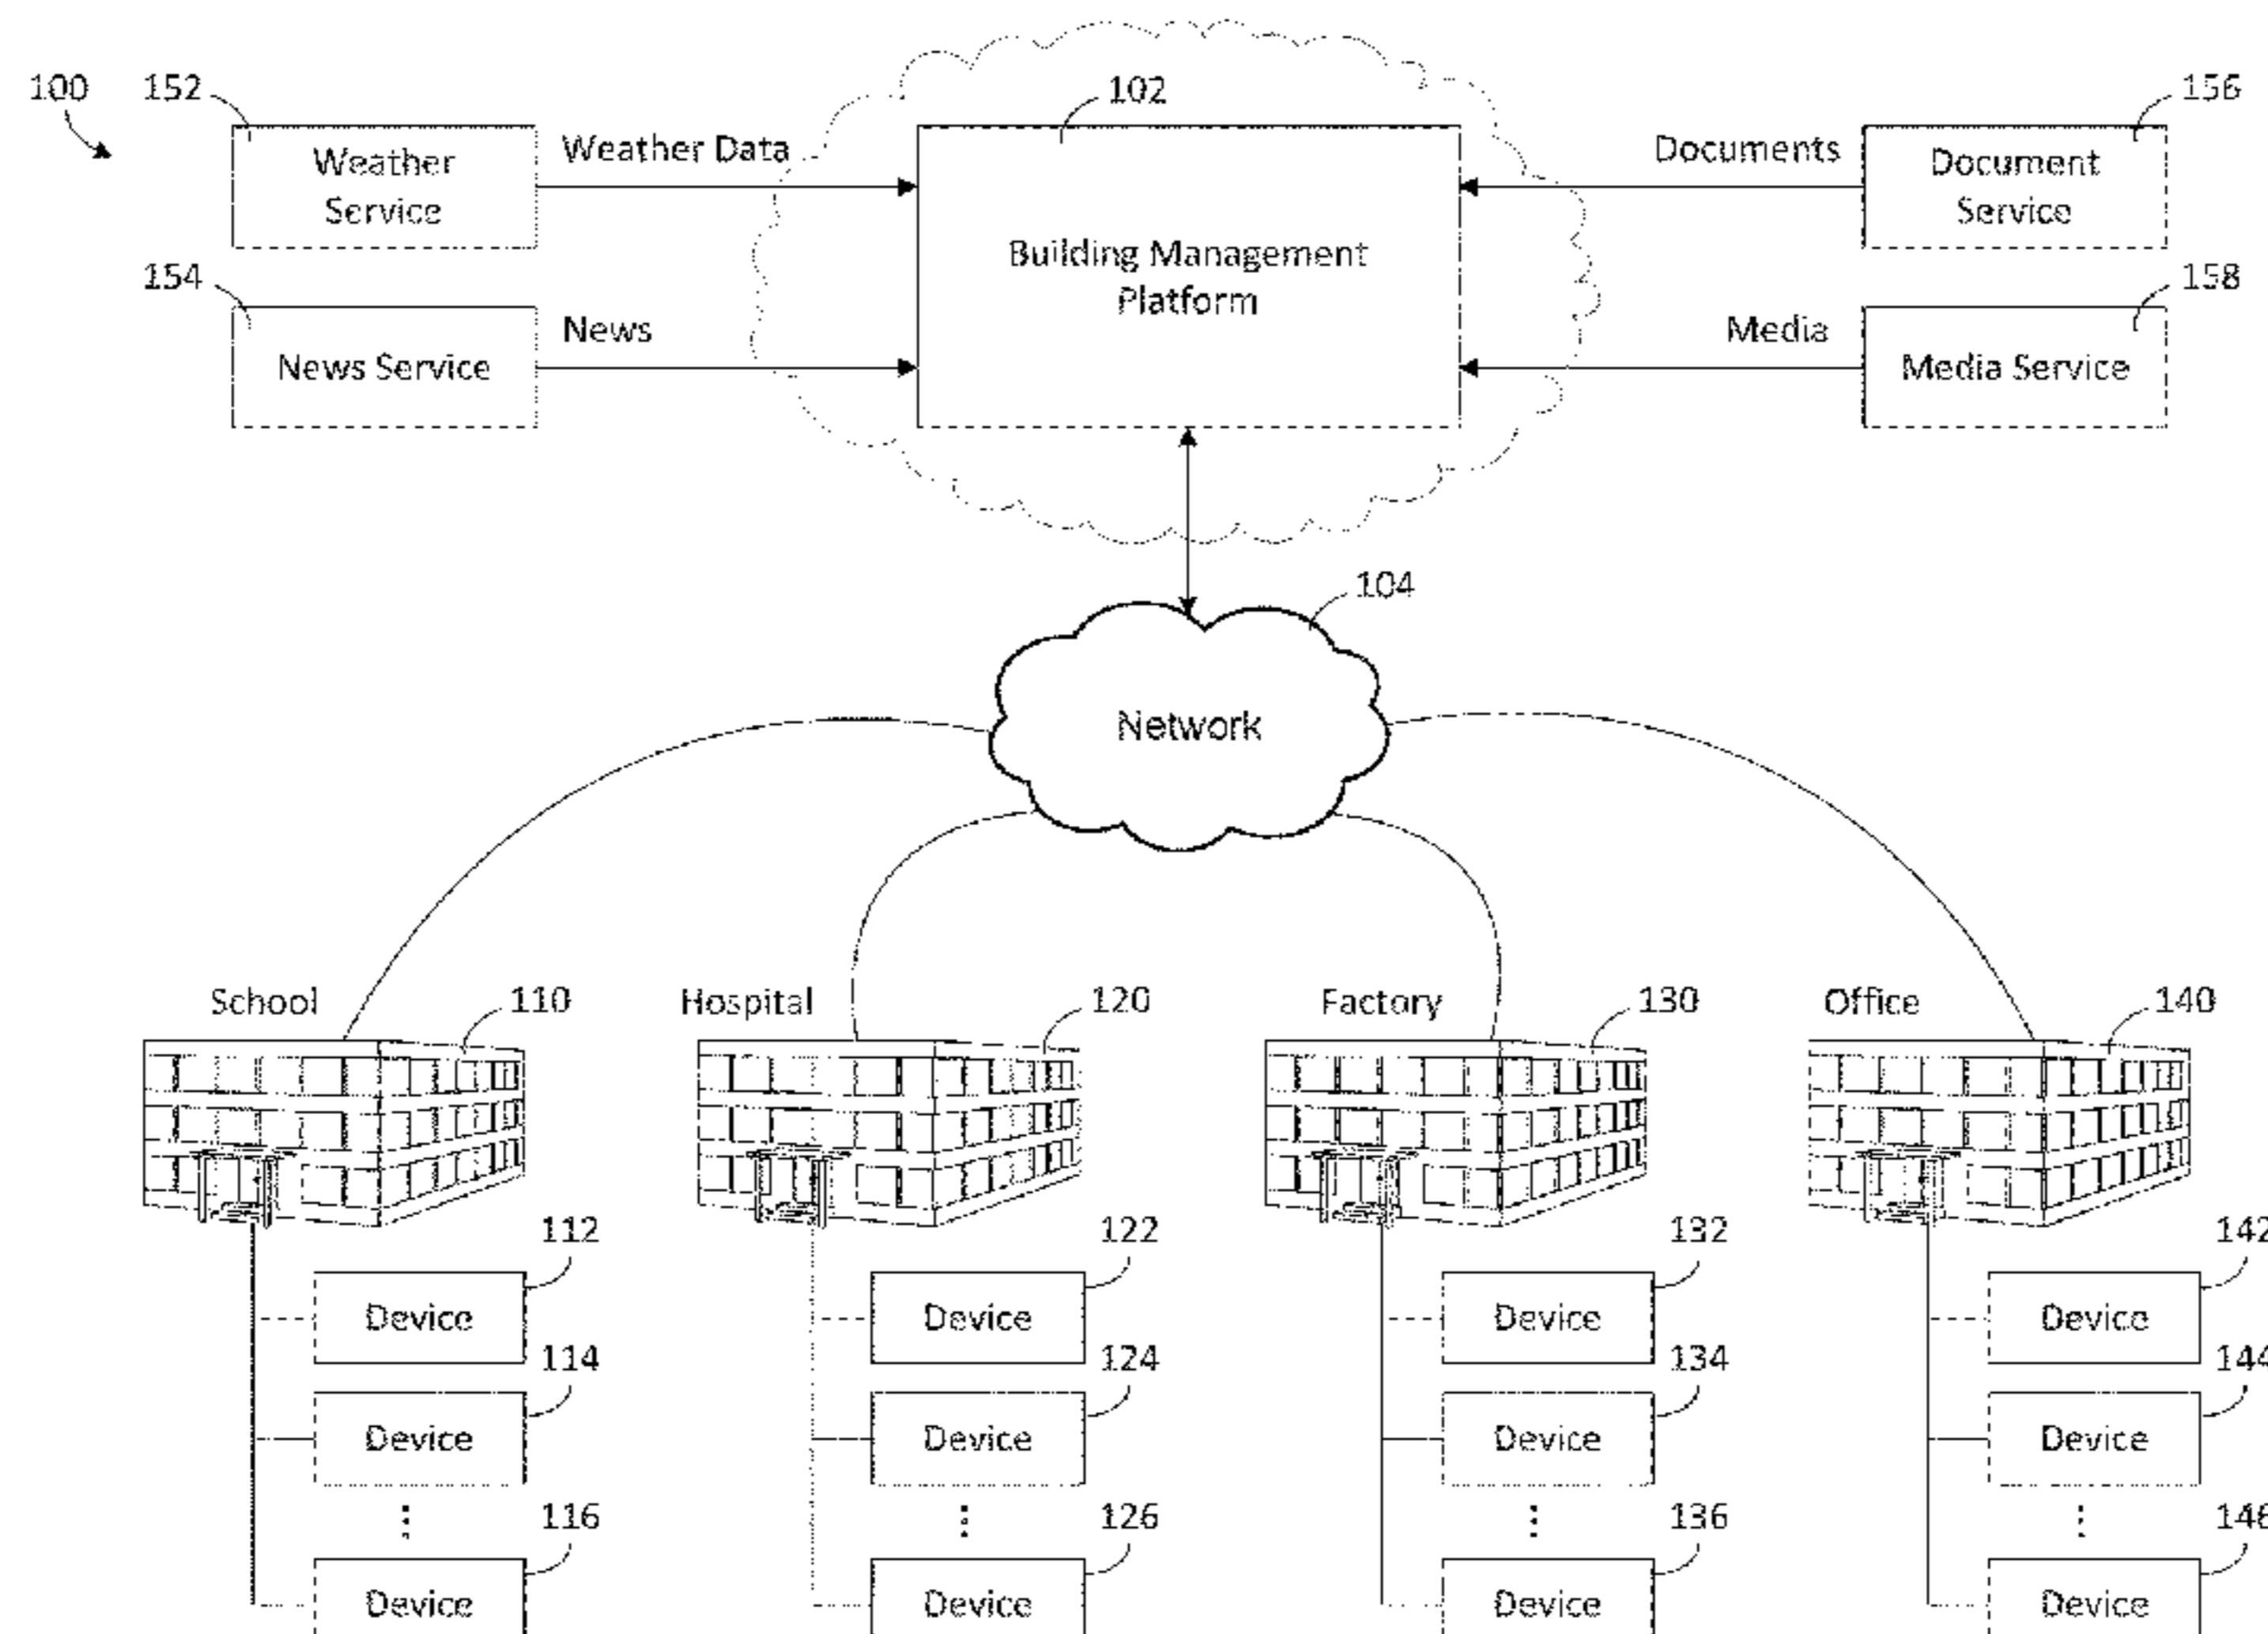 100
152
102
156
Weather Data
Documents
Weather
Service
Document
Service
Building Management
Platform
154
158
News
Media
News Service
Media Service
104
Network
School
110
Hospital
120
Factory
130
Office
140
112
122
132
142
Device
Device
Device
Device
114
124
134
144
Device
Device
Device
Device
116
126
136
Device
Device
Device
Device